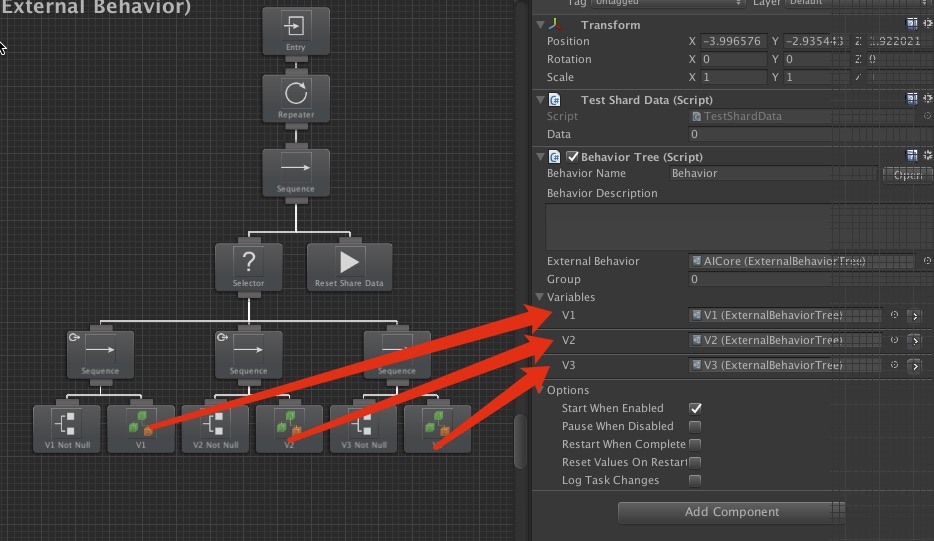 External Behavior)
Entry
Repeater
Sequence
Selector
Reset Share Data
Sequence
Sequence
Sequence
V1 Not Null
V1
V2 Not Null
V2
V3 Not Null
Tag Untagged Layer Default
Transform
Position X -3.996576 Y -2.935443 Z
Rotation X 0 Y 0 Z 0
Scale X 1 Y 1
Test Shard Data (Script)
Script TestShardData
Data 0
Behavior Tree (Script)
Behavior Name Behavior Open
Behavior Description
External Behavior AICore (ExternalBehaviorTree)
Group 0
Variables
V1 V1 (ExternalBehaviorTree)
V2 V2 (ExternalBehaviorTree)
V3 V3 (ExternalBehaviorTree)
Options
Start When Enabled
Pause When Disabled
Restart When Complete
Reset Values On Restart
Log Task Changes
Add Component